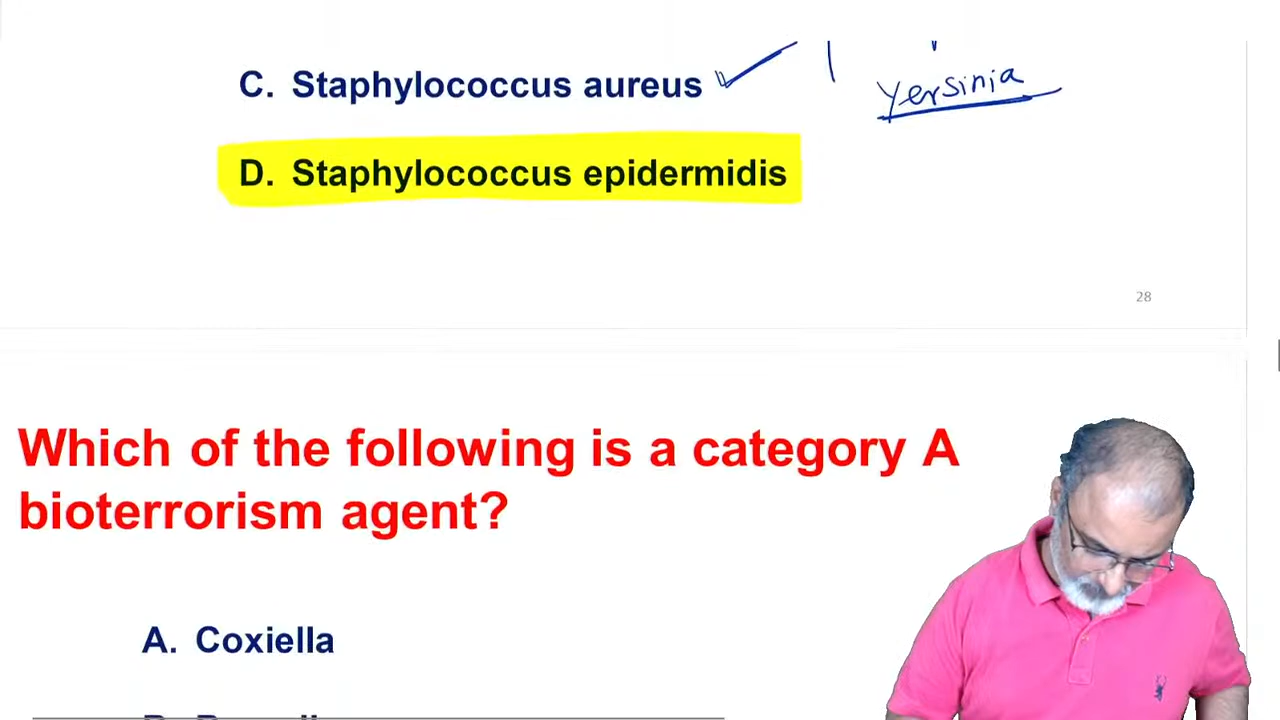 C. Staphylococcus aureus
Yersinia
D. Staphylococcus epidermidis
28
Which of the following is a category A
bioterrorism agent?
A. Coxiella